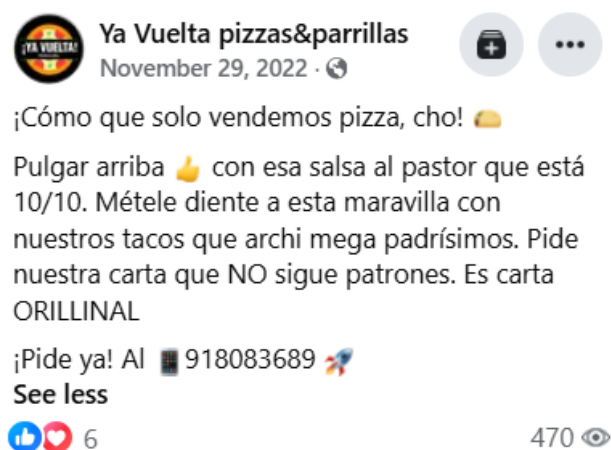 ¡YA VUELTA!
Ya Vuelta pizzas&parrillas
November 29, 2022 ·
¡Cómo que solo vendemos pizza, cho! 🌮
Pulgar arriba 👍 con esa salsa al pastor que está
10/10. Métele diente a esta maravilla con
nuestros tacos que archi mega padrísimos. Pide
nuestra carta que NO sigue patrones. Es carta
ORILLINAL
¡Pide ya! Al 📱918083689 🚀
See less
6
470